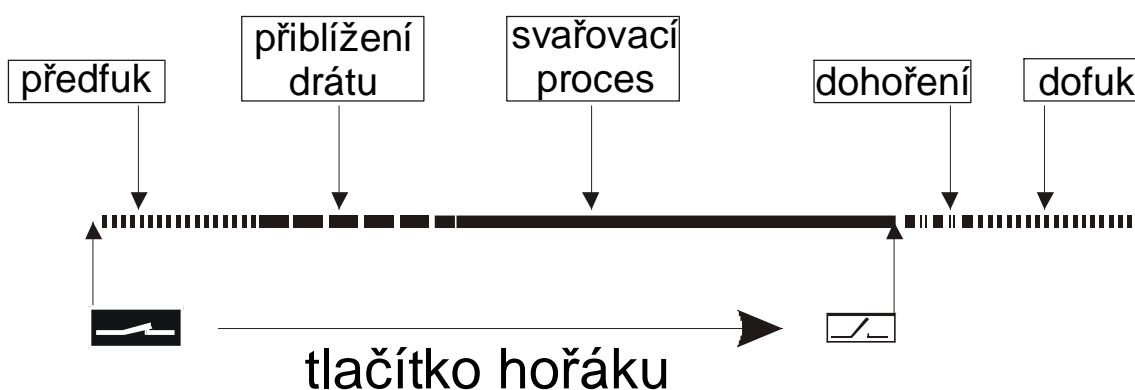 předfuk
přiblížení
drátu
svařovací
proces
dohoření
dofuk
tlačítko hořáku